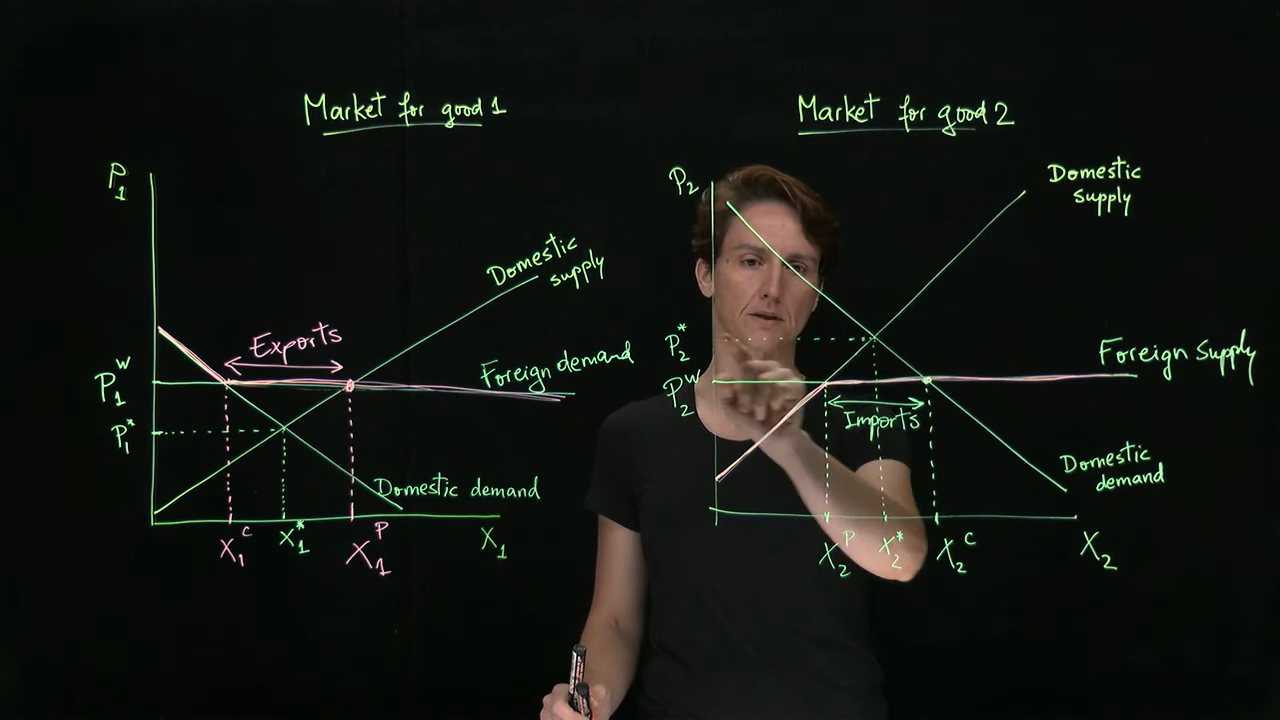 Market for good 1
P₁
Domestic
supply
Exports
Foreign demand
P₁ᵂ
P₁*
Domestic demand
X₁ᶜ
X₁*
X₁ᴾ
X₁
Market for good 2
P₂
Domestic
supply
P₂*
Foreign Supply
P₂ᵂ
Imports
Domestic
demand
X₂ᴾ
X₂*
X₂ᶜ
X₂